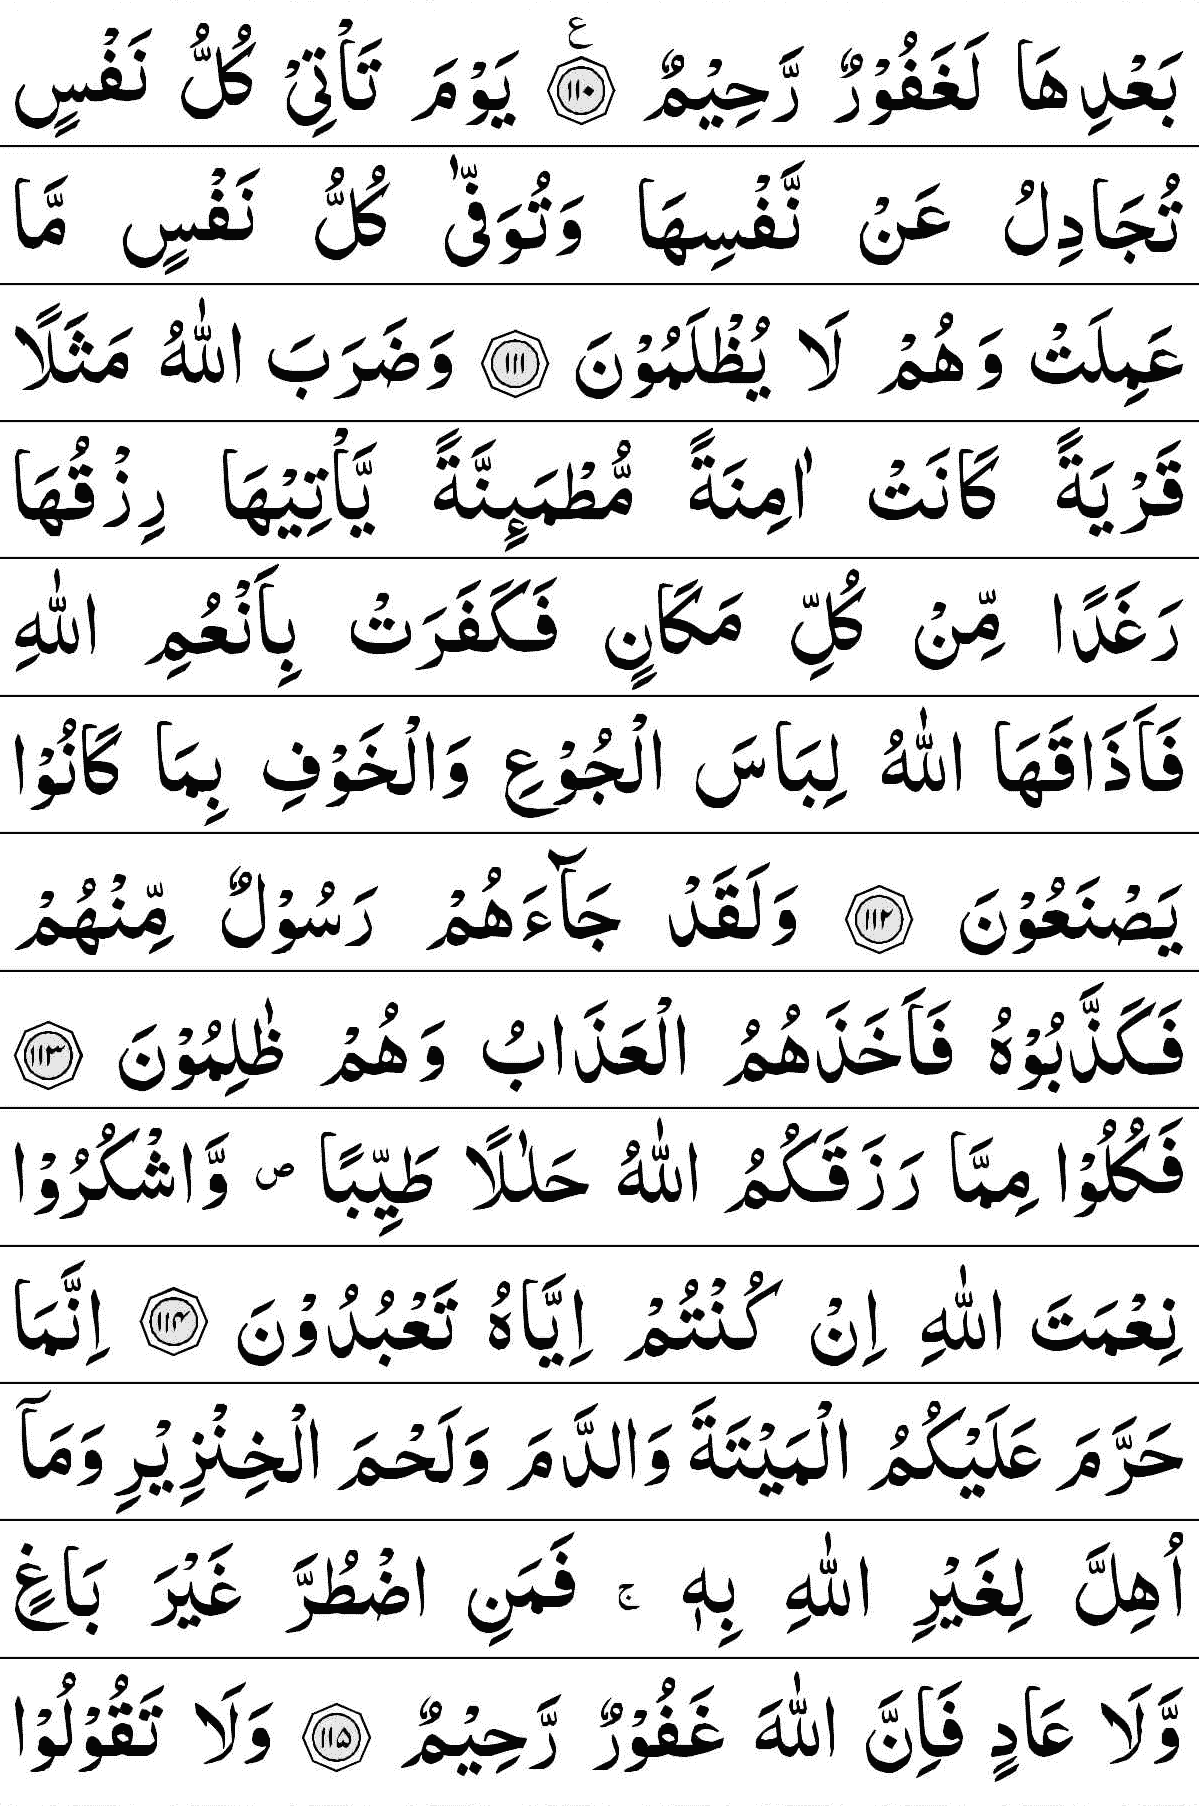 بَعْدِهَا لَغَفُوْرٌ رَّحِيْمٌ ۧ ﴿۱۱۰﴾ يَوْمَ تَاْتِيْ كُلُّ نَفْسٍ
تُجَادِلُ عَنْ نَّفْسِهَا وَتُوَفّٰى كُلُّ نَفْسٍ مَّا
عَمِلَتْ وَهُمْ لَا يُظْلَمُوْنَ ﴿۱۱۱﴾ وَضَرَبَ اللّٰهُ مَثَلًا
قَرْيَةً كَانَتْ اٰمِنَةً مُّطْمَىِٕنَّةً يَّاْتِيْهَا رِزْقُهَا
رَغَدًا مِّنْ كُلِّ مَكَانٍ فَكَفَرَتْ بِاَنْعُمِ اللّٰهِ
فَاَذَاقَهَا اللّٰهُ لِبَاسَ الْجُوْعِ وَالْخَوْفِ بِمَا كَانُوْا
يَصْنَعُوْنَ ﴿۱۱۲﴾ وَلَقَدْ جَآءَهُمْ رَسُوْلٌ مِّنْهُمْ
فَكَذَّبُوْهُ فَاَخَذَهُمُ الْعَذَابُ وَهُمْ ظٰلِمُوْنَ ﴿۱۱۳﴾
فَكُلُوْا مِمَّا رَزَقَكُمُ اللّٰهُ حَلٰلًا طَيِّبًا ص وَّاشْكُرُوْا
نِعْمَتَ اللّٰهِ اِنْ كُنْتُمْ اِيَّاهُ تَعْبُدُوْنَ ﴿۱۱۴﴾ اِنَّمَا
حَرَّمَ عَلَيْكُمُ الْمَيْتَةَ وَالدَّمَ وَلَحْمَ الْخِنْزِيْرِ وَمَآ
اُهِلَّ لِغَيْرِ اللّٰهِ بِهٖ ج فَمَنِ اضْطُرَّ غَيْرَ بَاغٍ
وَّلَا عَادٍ فَاِنَّ اللّٰهَ غَفُوْرٌ رَّحِيْمٌ ﴿۱۱۵﴾ وَلَا تَقُوْلُوْا